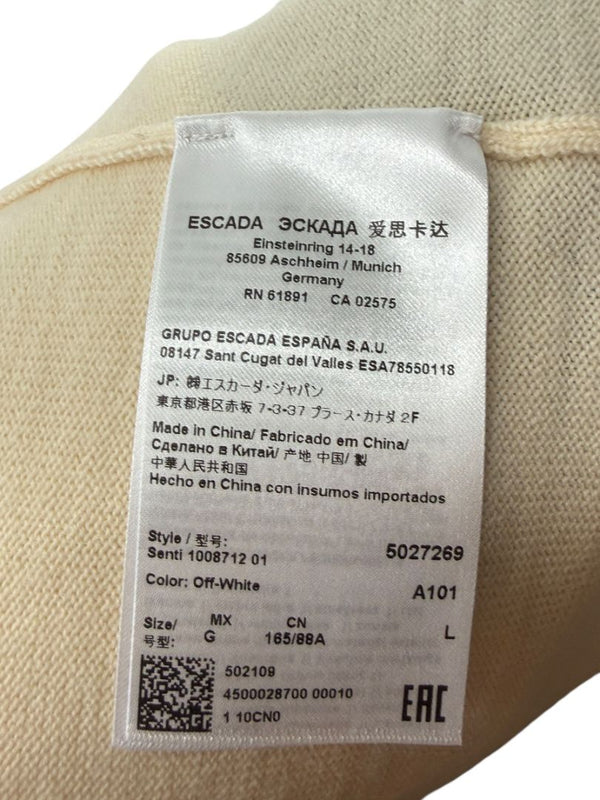 ESCADA ЭСКАДА 爱思卡达
Einsteinring 14-18
85609 Aschheim / Munich
Germany
RN 61891 CA 02575
GRUPO ESCADA ESPAÑA S.A.U.
08147 Sant Cugat del Valles ESA78550118
JP: ㈱エスカーダ・ジャパン
東京都港区赤坂 7-3-37 プラース・カナダ 2F
Made in China/ Fabricado em China/
Сделано в Китай/ 产地 中国/ 製
中華人民共和国
Hecho en China con insumos importados
Style / 型号: 5027269
Senti 1008712 01
Color: Off-White A101
Size/ MX CN L
号型: G 165/88A
502109
4500028700 00010
1 10CN0
EAC